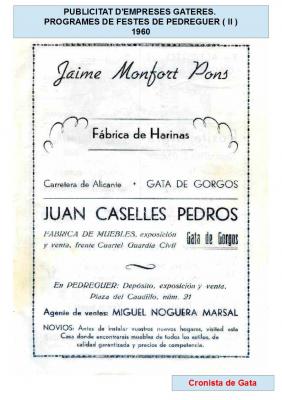 PUBLICITAT D'EMPRESES GATERES.
PROGRAMES DE FESTES DE PEDREGUER ( II )
1960
Jaime Monfort Pons
Fábrica de Harinas
Carretera de Alicante • GATA DE GORGOS
JUAN CASELLES PEDROS
FABRICA DE MUEBLES, exposición
y venta, frente Cuartel Guardia Civil
Gata de Gorgos
En PEDREGUER: Depósito, exposición y venta,
Plaza del Caudillo, núm. 21
Agente de ventas: MIGUEL NOGUERA MARSAL
NOVIOS: Antes de instalar vuestros nuevos hogares, visitad esta
Casa donde encontrareis muebles de todos los estilos, de
calidad garantizada y precios de competencia.
Cronista de Gata